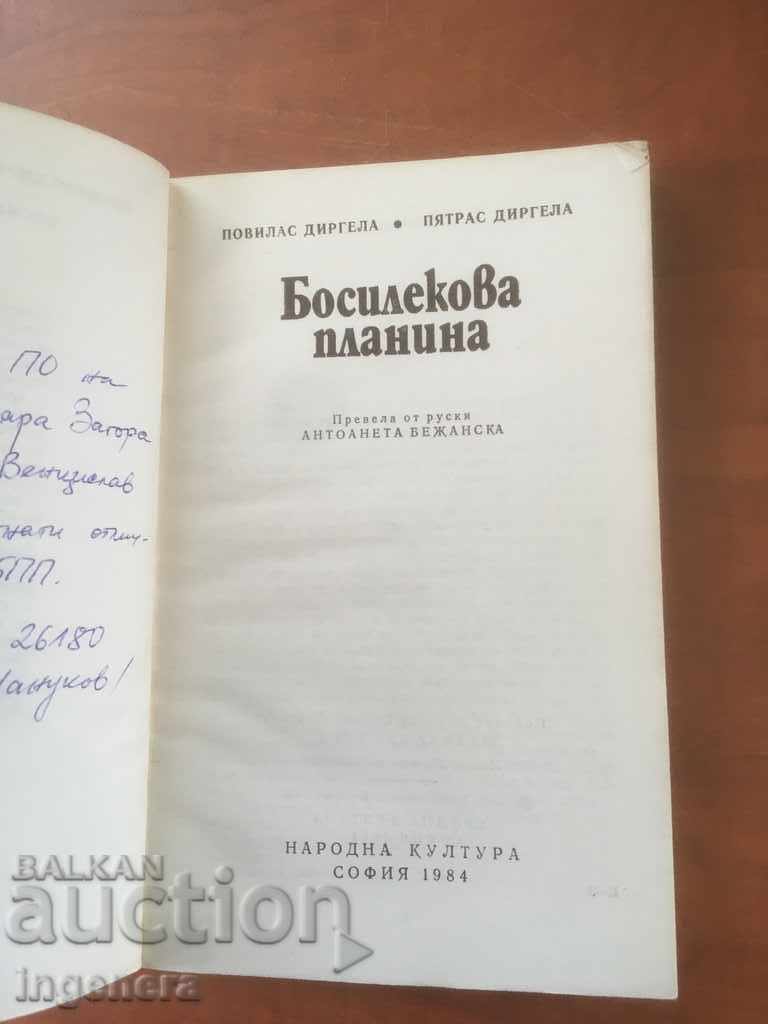 ПО на
ара Загора
Венцислав
26180
ПОВИЛАС ДИРГЕЛА • ПЯТРАС ДИРГЕЛА
Босилекова
планина
Превела от руски
АНТОАНЕТА БЕЖАНСКА
НАРОДНА КУЛТУРА
СОФИЯ 1984
BALKAN
auction
ingenera